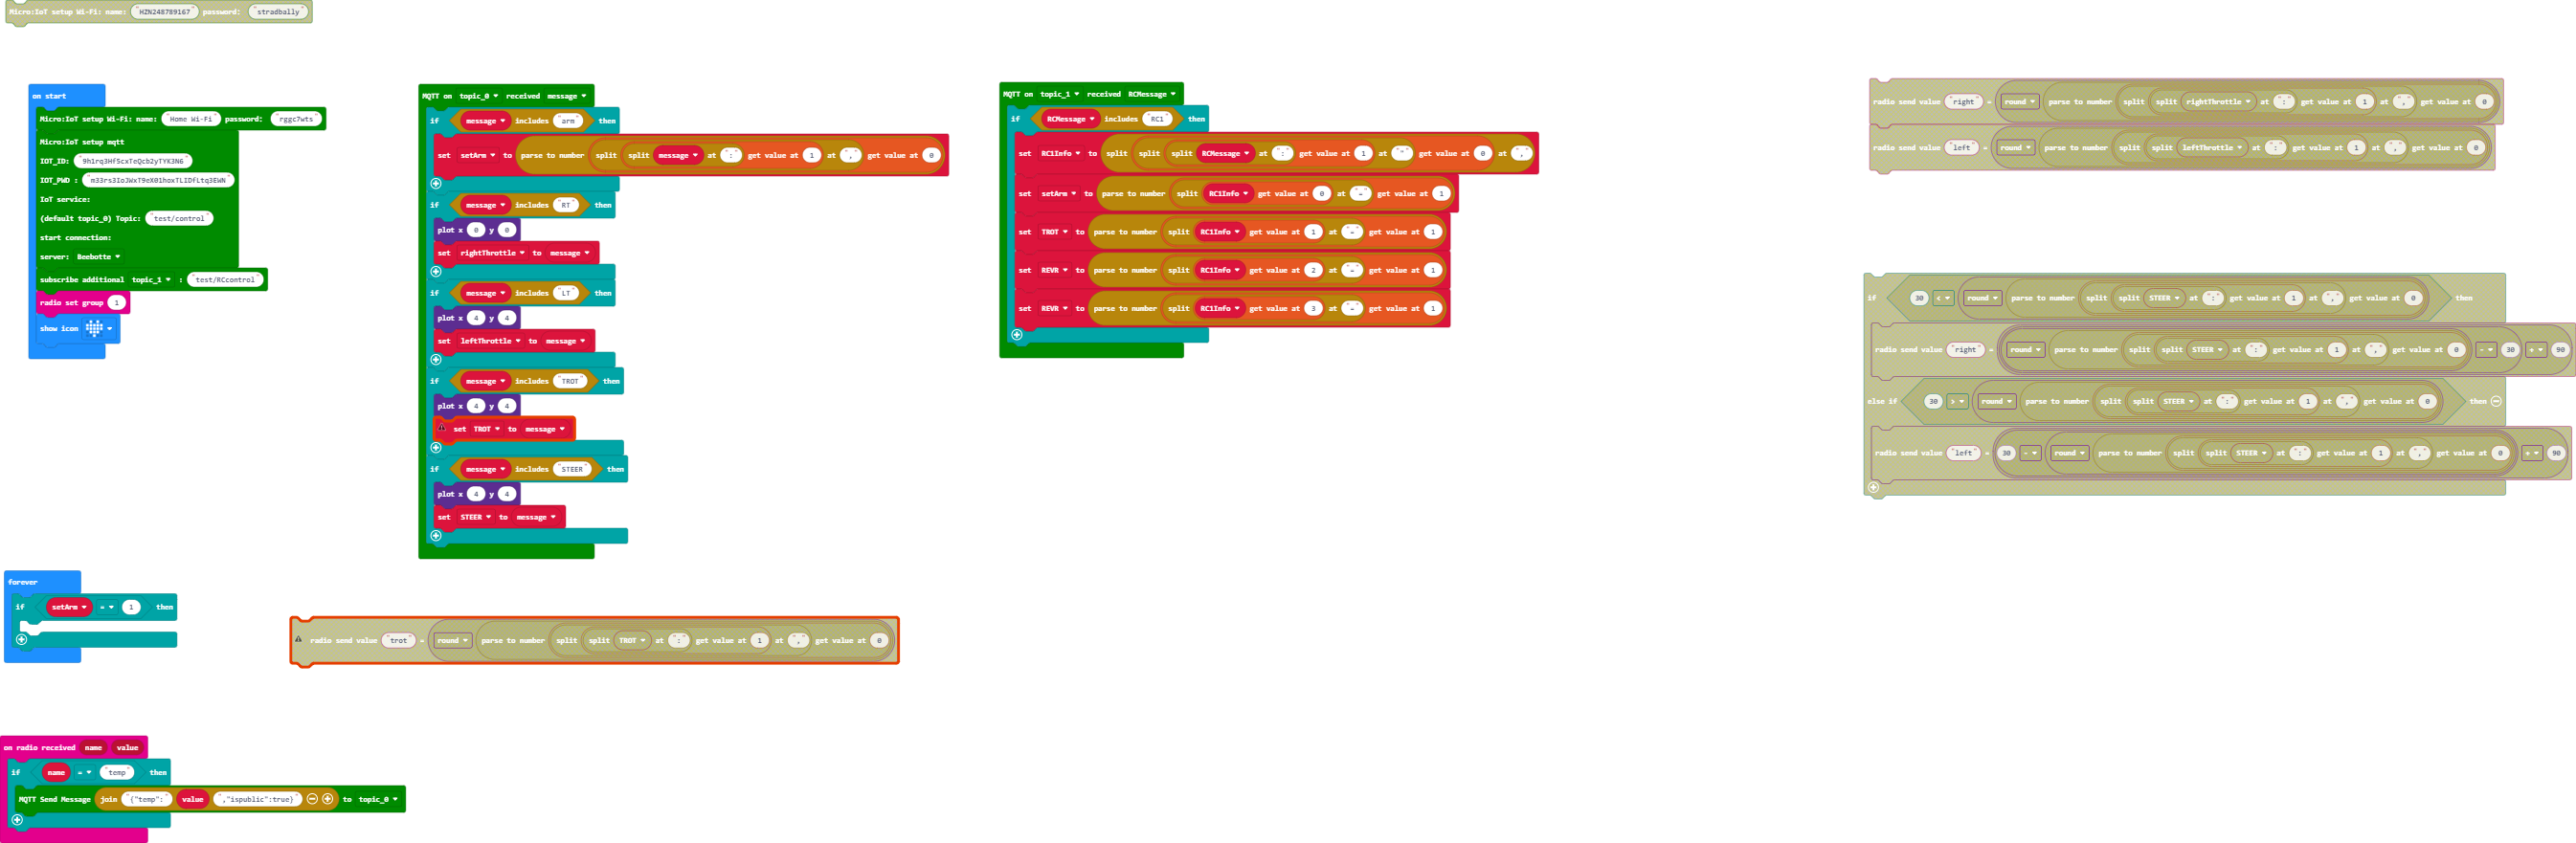 Micro:IoT setup Wi-Fi: name: "HZN248789167" password: "stradbally"
on start
Micro:IoT setup Wi-Fi: name: "Home Wi-Fi" password: "rggc7wts"
Micro:IoT setup mqtt
IOT_ID: "9h1rq3HfScxTeQcb2yTYK3N6"
IOT_PWD : "m33rs3IoJWxT9eX01hoxTLIDfLtq3EWN"
IoT service:
(default topic_0) Topic: "test/control"
start connection:
server: Beebotte
subscribe additional topic_1 : "test/RCcontrol"
radio set group 1
show icon
MQTT on topic_0 received message
if message includes "arm" then
set setArm to parse to number split split message at ":" get value at 1 at "," get value at 0
if message includes "RT" then
plot x 0 y 0
set rightThrottle to message
if message includes "LT" then
plot x 4 y 4
set leftThrottle to message
if message includes "TROT" then
plot x 4 y 4
set TROT to message
if message includes "STEER" then
plot x 4 y 4
set STEER to message
MQTT on topic_1 received RCMessage
if RCMessage includes "RC1" then
set RC1Info to split split split RCMessage at ":" get value at 1 at """ get value at 0 at ","
set setArm to parse to number split RC1Info get value at 0 at "=" get value at 1
set TROT to parse to number split RC1Info get value at 1 at "=" get value at 1
set REVR to parse to number split RC1Info get value at 2 at "=" get value at 1
set REVR to parse to number split RC1Info get value at 3 at "=" get value at 1
radio send value "right" = round parse to number split split rightThrottle at ":" get value at 1 at "," get value at 0
radio send value "left" = round parse to number split split leftThrottle at ":" get value at 1 at "," get value at 0
if 30 < round parse to number split split STEER at ":" get value at 1 at "," get value at 0 then
radio send value "right" = round parse to number split split STEER at ":" get value at 1 at "," get value at 0 - 30 + 90
else if 30 > round parse to number split split STEER at ":" get value at 1 at "," get value at 0 then
radio send value "left" = 30 - round parse to number split split STEER at ":" get value at 1 at "," get value at 0 + 90
forever
if setArm = 1 then
radio send value "trot" = round parse to number split split TROT at ":" get value at 1 at "," get value at 0
on radio received name value
if name = "temp" then
MQTT Send Message join "{"temp":" value ","ispublic":true}" to topic_0